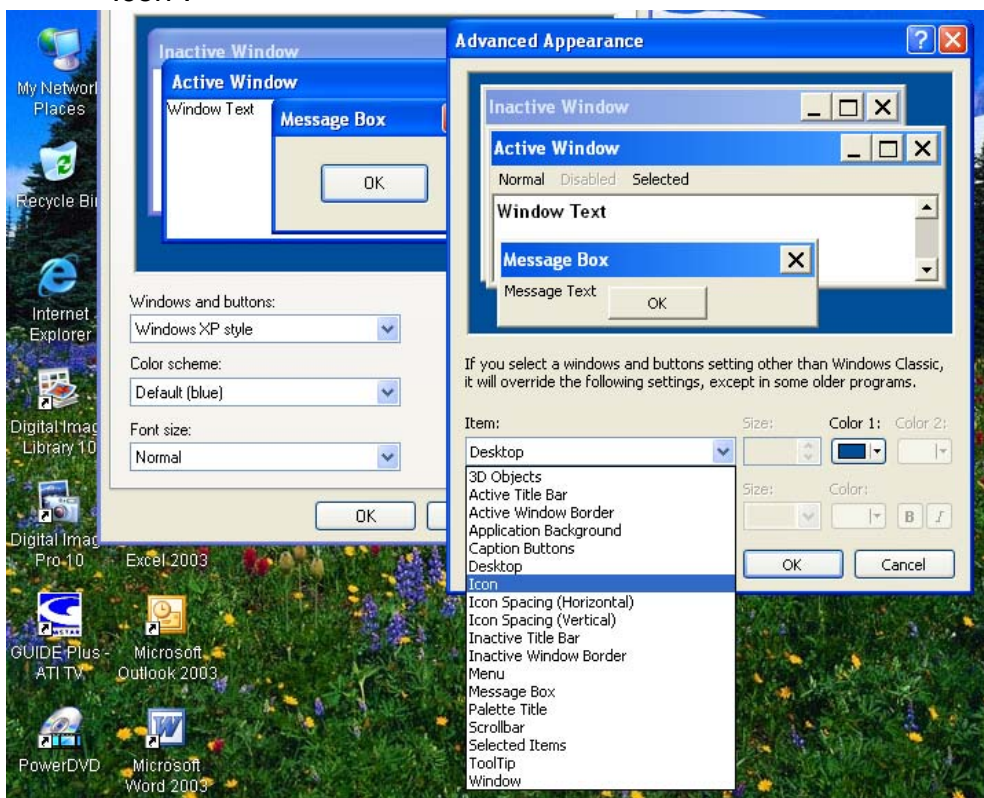 My Network
Places
Recycle Bin
Internet
Explorer
Digital Imag
Library 10
Digital Imag
Pro 10
Excel 2003
GUIDE Plus -
ATI TV
Microsoft
Outlook 2003
PowerDVD
Microsoft
Word 2003
Inactive Window
Active Window
Window Text
Message Box
OK
Windows and buttons:
Windows XP style
Color scheme:
Default (blue)
Font size:
Normal
OK
Advanced Appearance
Inactive Window
Active Window
Normal Disabled Selected
Window Text
Message Box
Message Text
OK
If you select a windows and buttons setting other than Windows Classic,
it will override the following settings, except in some older programs.
Item: Size: Color 1: Color 2:
Desktop
Size: Color:
B I
3D Objects
Active Title Bar
Active Window Border
Application Background
Caption Buttons
Desktop
Icon
Icon Spacing (Horizontal)
Icon Spacing (Vertical)
Inactive Title Bar
Inactive Window Border
Menu
Message Box
Palette Title
Scrollbar
Selected Items
ToolTip
Window
OK Cancel